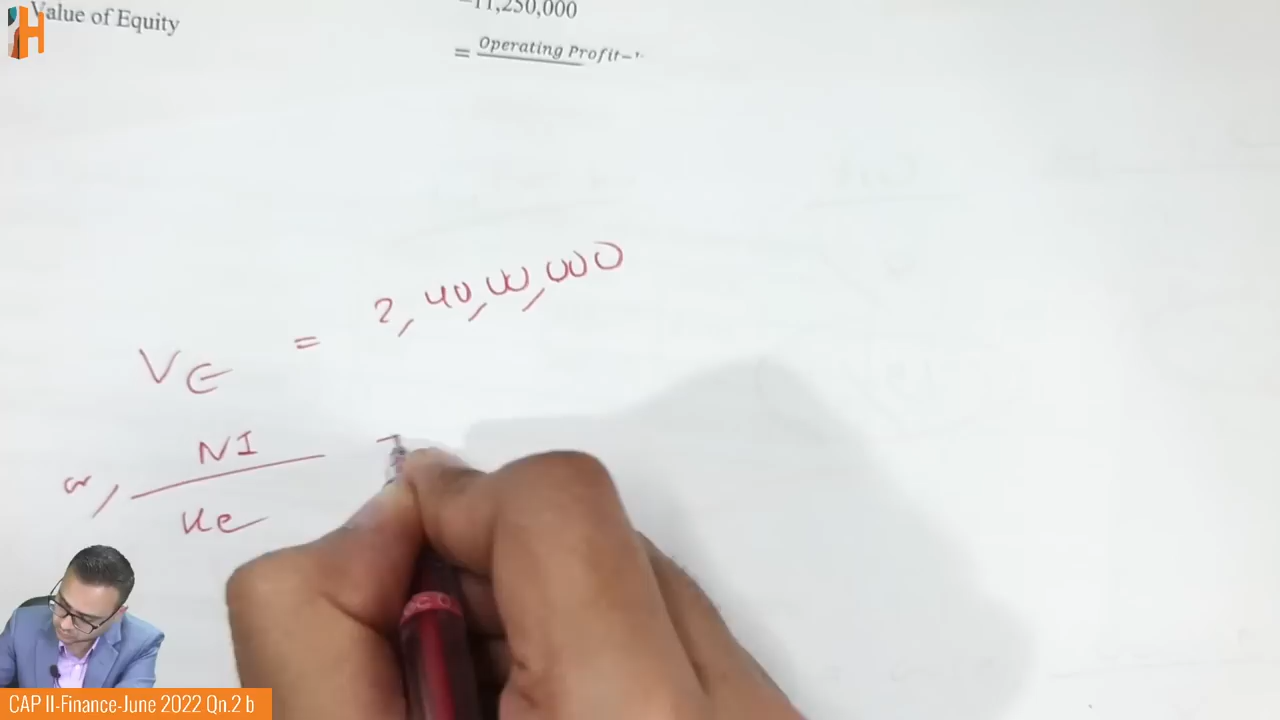 Value of Equity
=11,250,000
= Operating Profit-
VE = 2,40,00,000
or, NI
Ke
=
H
CAP II-Finance-June 2022 Qn.2 b